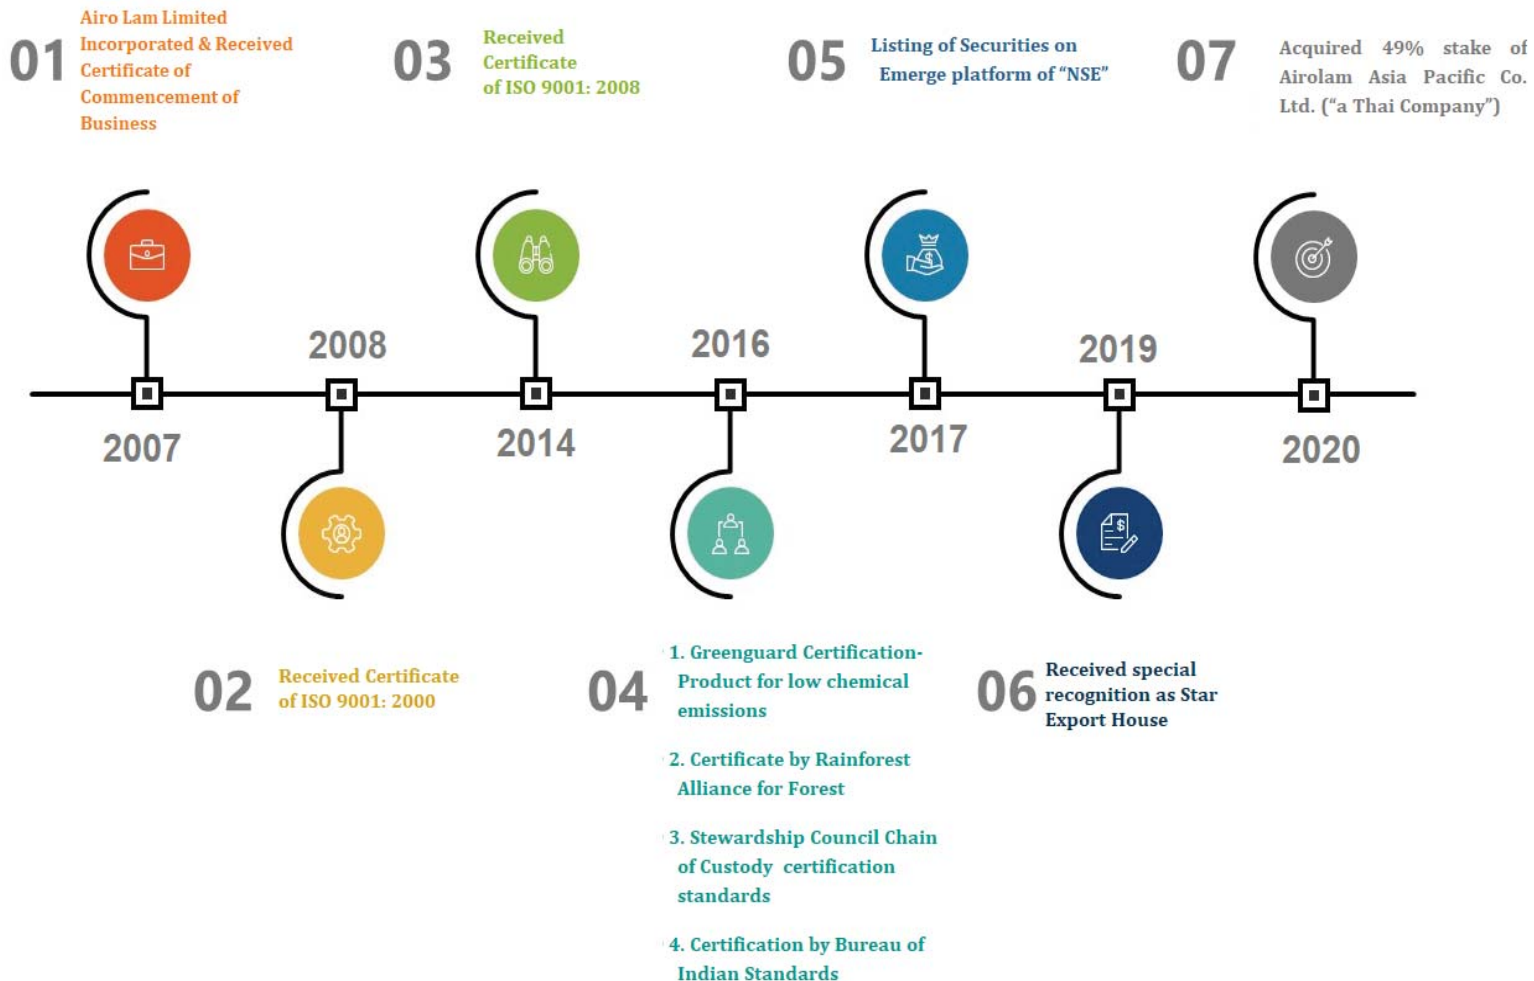 01
Airo Lam Limited
Incorporated & Received
Certificate of
Commencement of
Business
03
Received
Certificate
of ISO 9001: 2008
05
Listing of Securities on
Emerge platform of “NSE”
07
Acquired 49% stake of
Airolam Asia Pacific Co.
Ltd. (“a Thai Company”)
2008
2016
2019
2007
2014
2017
2020
02
Received Certificate
of ISO 9001: 2000
04
1. Greenguard Certification-
Product for low chemical
emissions
2. Certificate by Rainforest
Alliance for Forest
3. Stewardship Council Chain
of Custody certification
standards
4. Certification by Bureau of
Indian Standards
06
Received special
recognition as Star
Export House